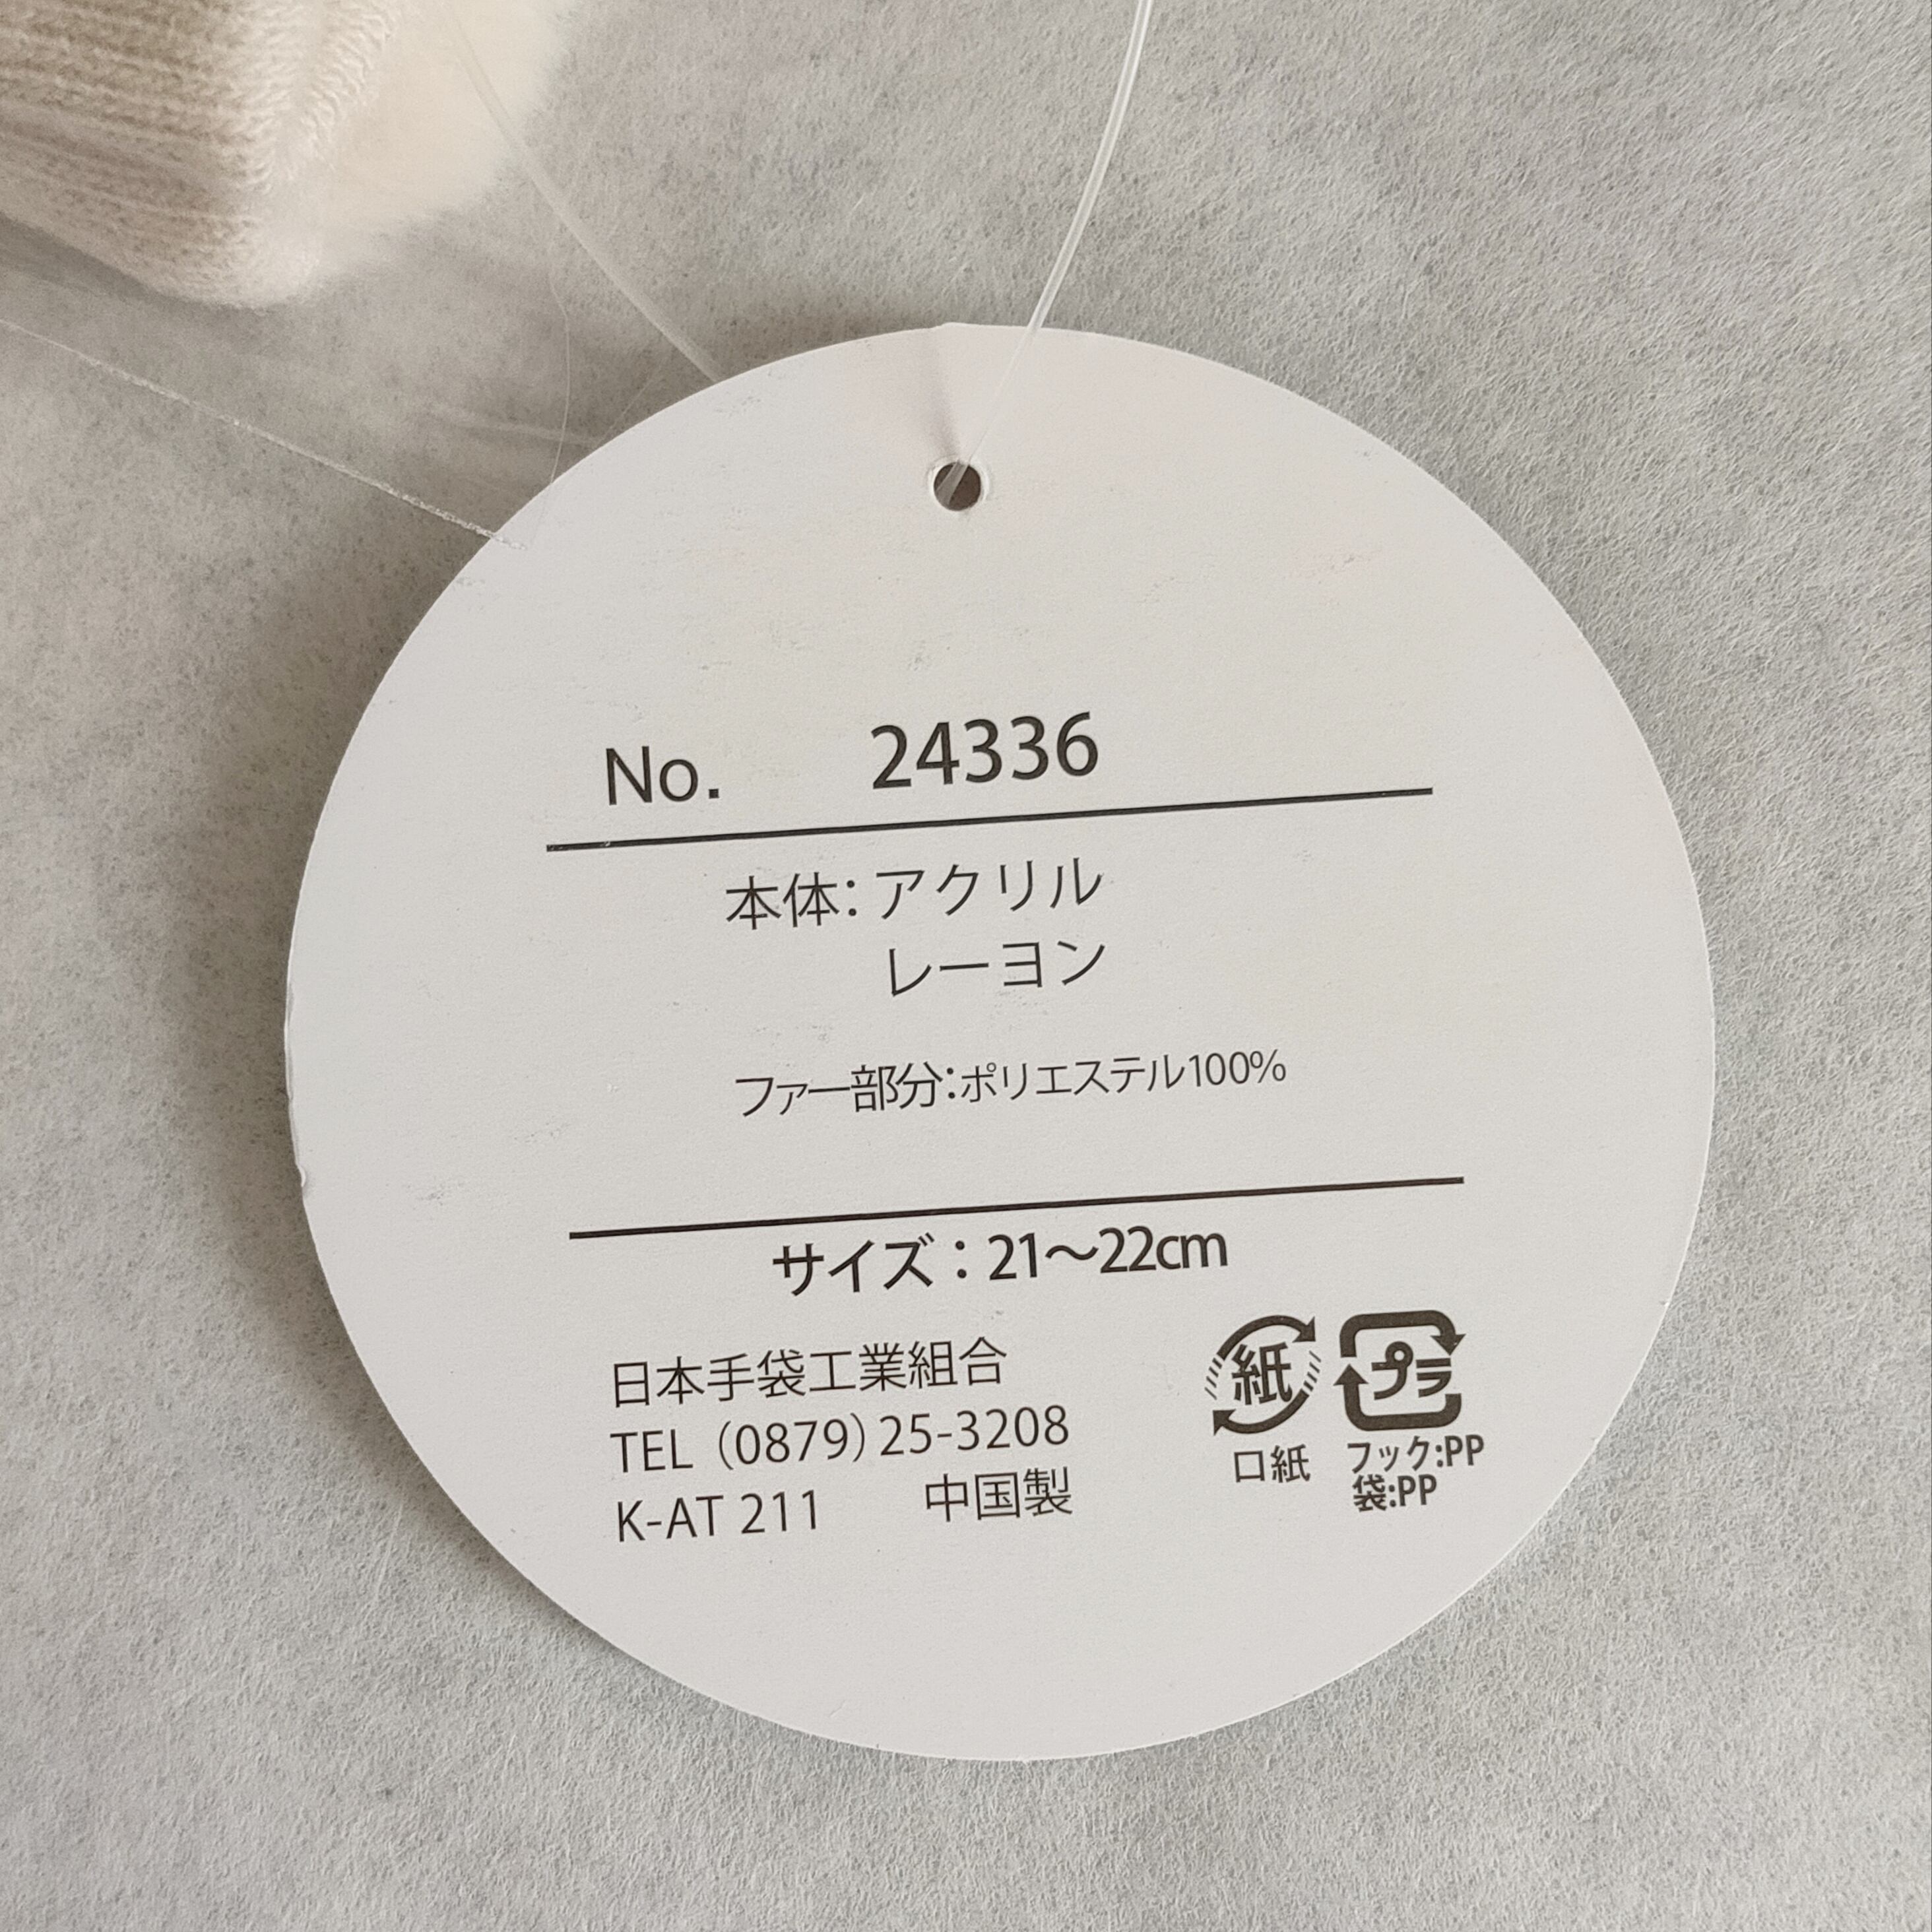 No. 24336
本体：アクリル
レーヨン
ファー部分：ポリエステル100%
サイズ：21〜22cm
日本手袋工業組合
TEL（0879）25-3208
K-AT 211 中国製
紙
口紙
プラ
フック:PP
袋:PP